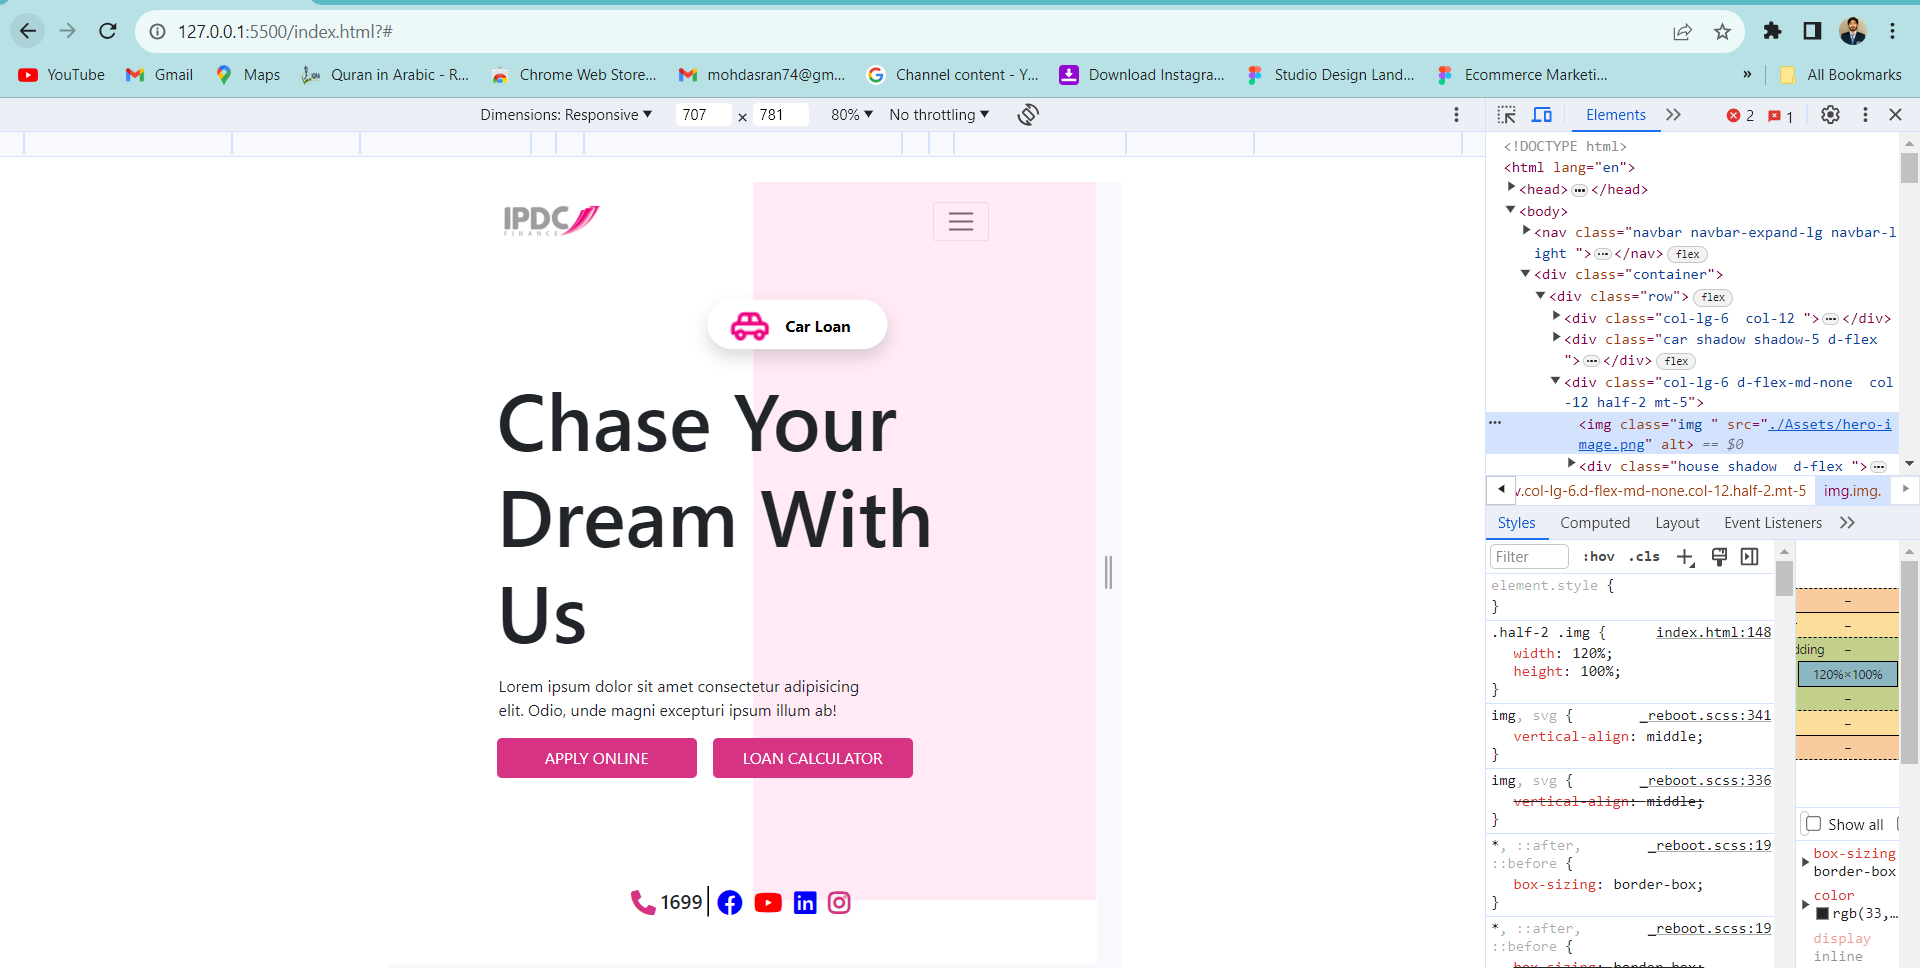 127.0.0.1:5500/index.html?#
YouTube
Gmail
Maps
Quran in Arabic - R...
Chrome Web Store...
mohdasran74@gm...
Channel content - Y...
Download Instagra...
Studio Design Land...
Ecommerce Marketi...
»
All Bookmarks
Dimensions: Responsive ▼
707 × 781
80% ▼
No throttling ▼
Elements
2
1
IPDC
FINANCE
Car Loan
Chase Your
Dream With
Us
Lorem ipsum dolor sit amet consectetur adipisicing
elit. Odio, unde magni excepturi ipsum illum ab!
APPLY ONLINE
LOAN CALCULATOR
1699
<!DOCTYPE html>
<html lang="en">
<head> ••• </head>
<body>
<nav class="navbar navbar-expand-lg navbar-l
ight "> ••• </nav> flex
<div class="container">
<div class="row"> flex
<div class="col-lg-6  col-12 "> ••• </div>
<div class="car shadow shadow-5 d-flex
"> ••• </div> flex
<div class="col-lg-6 d-flex-md-none  col
-12 half-2 mt-5">
<img class="img " src="./Assets/hero-i
mage.png" alt> == $0
<div class="house shadow  d-flex "> •••
v.col-lg-6.d-flex-md-none.col-12.half-2.mt-5
img.img.
Styles
Computed
Layout
Event Listeners
Filter
:hov
.cls
element.style {
}
.half-2 .img {
index.html:148
width: 120%;
height: 100%;
}
img, svg {
_reboot.scss:341
vertical-align: middle;
}
img, svg {
_reboot.scss:336
vertical-align: middle;
}
*, ::after,
_reboot.scss:19
::before {
box-sizing: border-box;
}
*, ::after,
_reboot.scss:19
::before {
box-sizing: border-box;
dding
120%×100%
Show all
box-sizing
border-box
color
rgb(33,…
display
inline